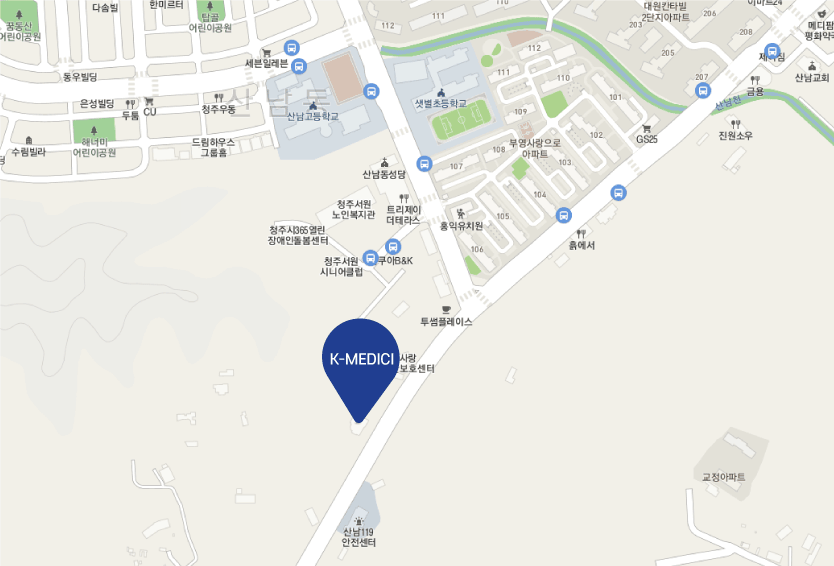 꿈동산
어린이공원
다솜빌
한미르터
탑골
어린이공원
세븐일레븐
동우빌딩
은성빌딩
두툼
CU
청주우동
산남동
산남고등학교
샛별초등학교
해너미
어린이공원
드림하우스
그룹홈
수림빌라
112
111
110
109
108
107
101
102
103
104
105
106
부영사랑으로
아파트
대원칸타빌
2단지아파트
203
205
206
207
208
이마트24
메디팜
평화약국
산남교회
금용
산남천
GS25
진원소우
산남동성당
청주서원
노인복지관
트리제이
더테라스
홍익유치원
청주시365열린
장애인돌봄센터
청주서원
시니어클럽
쿠아B&K
흙에서
투썸플레이스
K-MEDICI
사랑
보호센터
교정아파트
산남119
안전센터